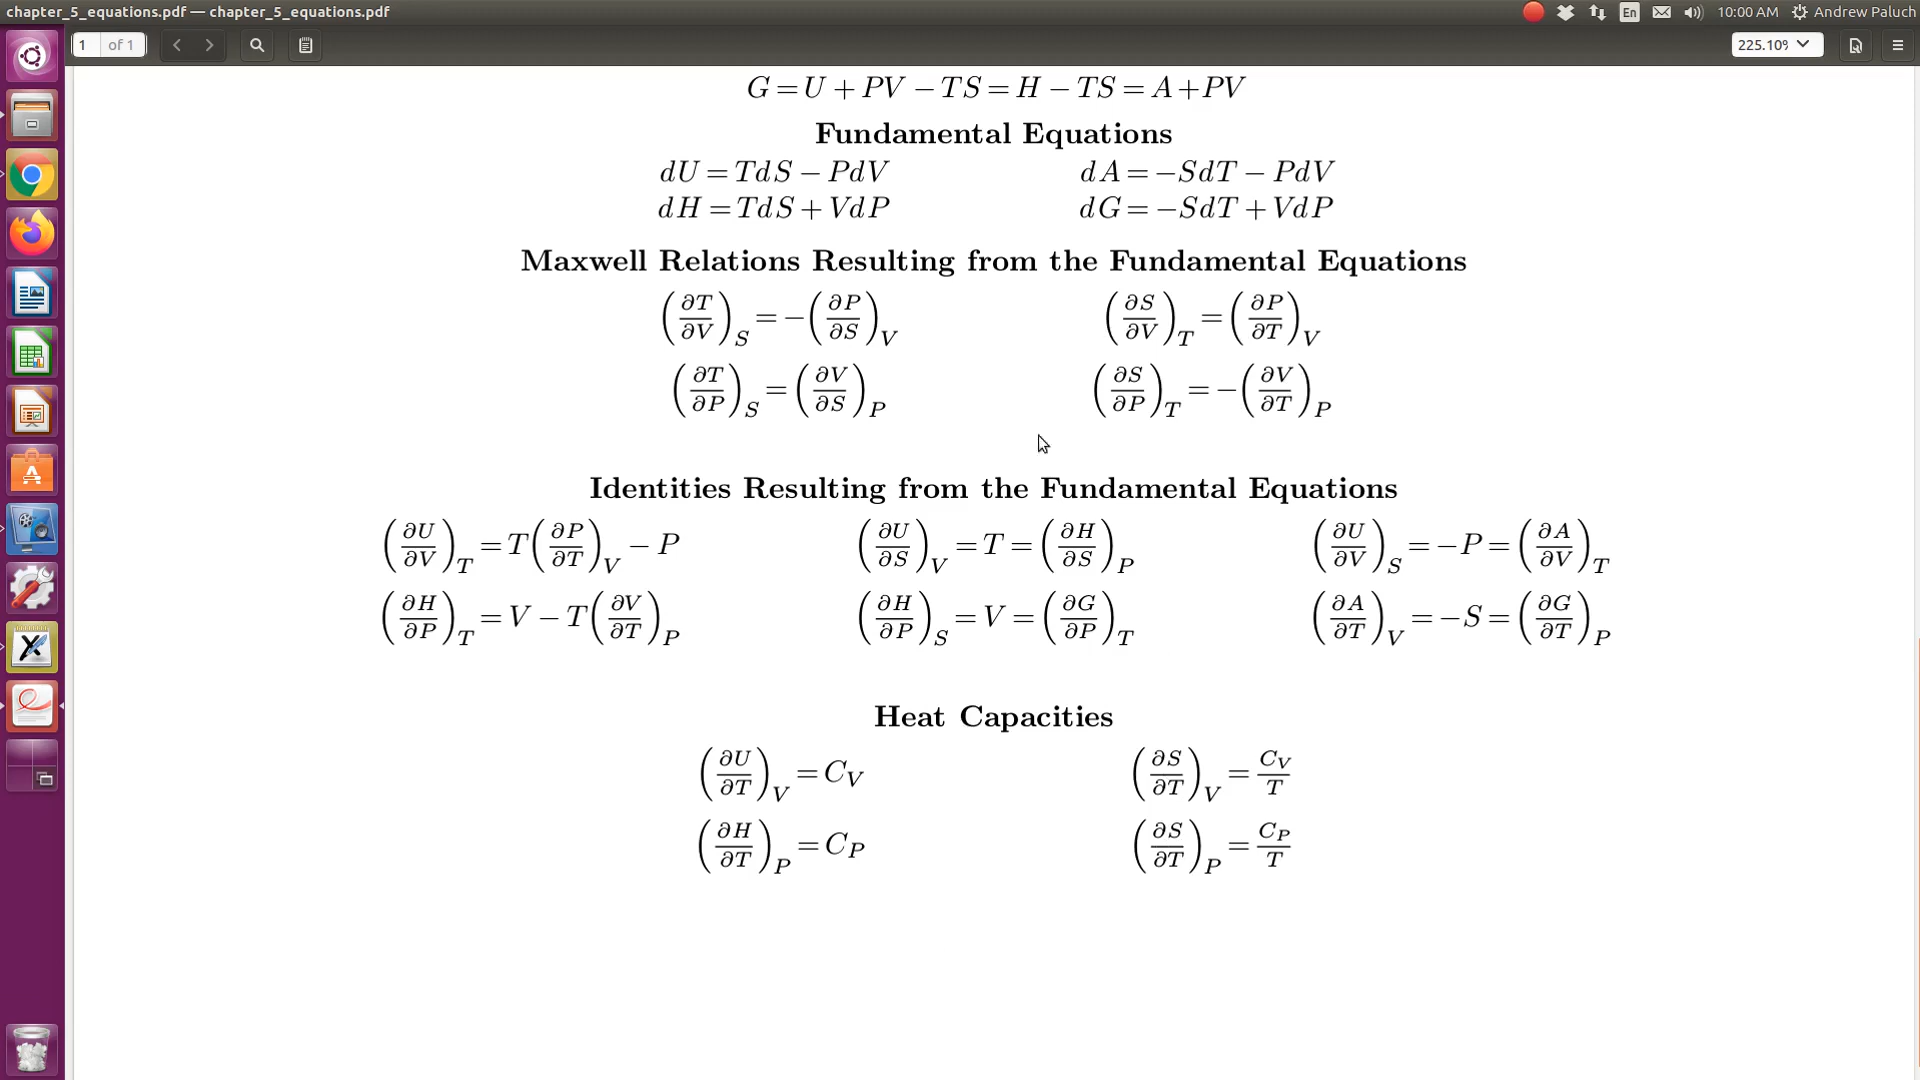 chapter_5_equations.pdf — chapter_5_equations.pdf
En 10:00 AM Andrew Paluch
1 of 1 225.10%
G = U + PV − TS = H − TS = A + PV
Fundamental Equations
dU = TdS − PdV dA = −SdT − PdV
dH = TdS + VdP dG = −SdT + VdP
Maxwell Relations Resulting from the Fundamental Equations
(∂T/∂V)_S = −(∂P/∂S)_V (∂S/∂V)_T = (∂P/∂T)_V
(∂T/∂P)_S = (∂V/∂S)_P (∂S/∂P)_T = −(∂V/∂T)_P
Identities Resulting from the Fundamental Equations
(∂U/∂V)_T = T(∂P/∂T)_V − P (∂U/∂S)_V = T = (∂H/∂S)_P (∂U/∂V)_S = −P = (∂A/∂V)_T
(∂H/∂P)_T = V − T(∂V/∂T)_P (∂H/∂P)_S = V = (∂G/∂P)_T (∂A/∂T)_V = −S = (∂G/∂T)_P
Heat Capacities
(∂U/∂T)_V = C_V (∂S/∂T)_V = C_V/T
(∂H/∂T)_P = C_P (∂S/∂T)_P = C_P/T